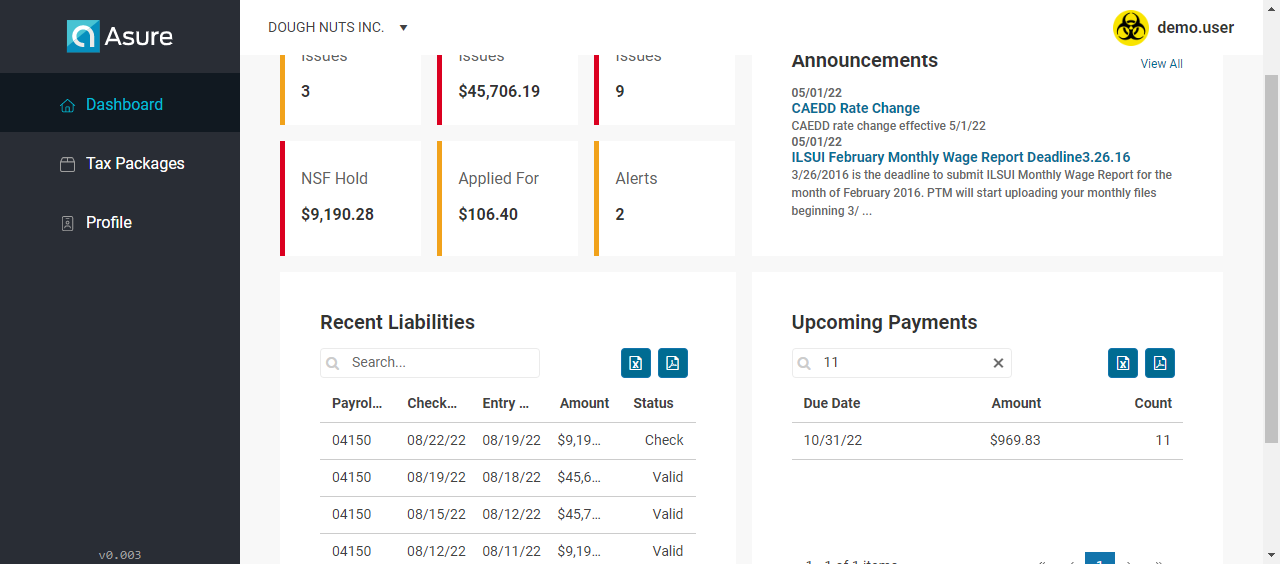 Asure
DOUGH NUTS INC.
demo.user
Dashboard
Tax Packages
Profile
v0.003
Issues
3
Issues
$45,706.19
Issues
9
NSF Hold
$9,190.28
Applied For
$106.40
Alerts
2
Announcements
View All
05/01/22
CAEDD Rate Change
CAEDD rate change effective 5/1/22
05/01/22
ILSUI February Monthly Wage Report Deadline3.26.16
3/26/2016 is the deadline to submit ILSUI Monthly Wage Report for the
month of February 2016. PTM will start uploading your monthly files
beginning 3/ ...
Recent Liabilities
Search...
Payrol... Check... Entry ... Amount Status
04150 08/22/22 08/19/22 $9,19... Check
04150 08/19/22 08/18/22 $45,6... Valid
04150 08/15/22 08/12/22 $45,7... Valid
04150 08/12/22 08/11/22 $9,19... Valid
Upcoming Payments
11
Due Date Amount Count
10/31/22 $969.83 11
1 - 1 of 1 items
1